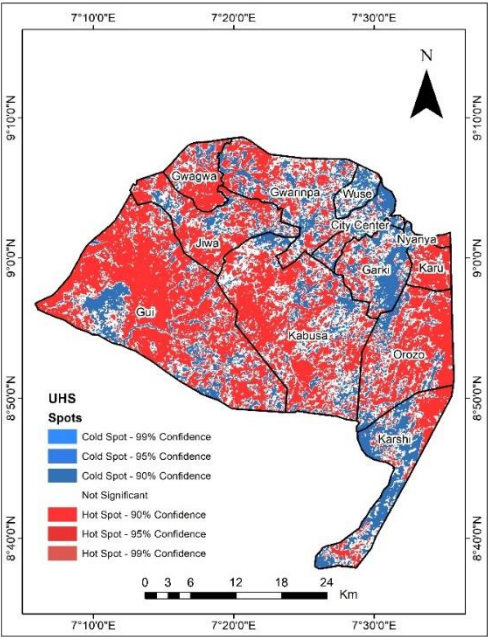 7°10'0"E 7°20'0"E 7°30'0"E
N
9°10'0"N 9°10'0"N
Gwagwa
Gwarinpa
Wuse
City Center
Nyanya
Jiwa
9°0'0"N 9°0'0"N
Garki
Karu
Gui
Kabusa
Orozo
8°50'0"N 8°50'0"N
UHS
Spots
Karshi
Cold Spot - 99% Confidence
Cold Spot - 95% Confidence
Cold Spot - 90% Confidence
Not Significant
Hot Spot - 90% Confidence
Hot Spot - 95% Confidence
Hot Spot - 99% Confidence
8°40'0"N 8°40'0"N
0 3 6 12 18 24
Km
7°10'0"E 7°20'0"E 7°30'0"E